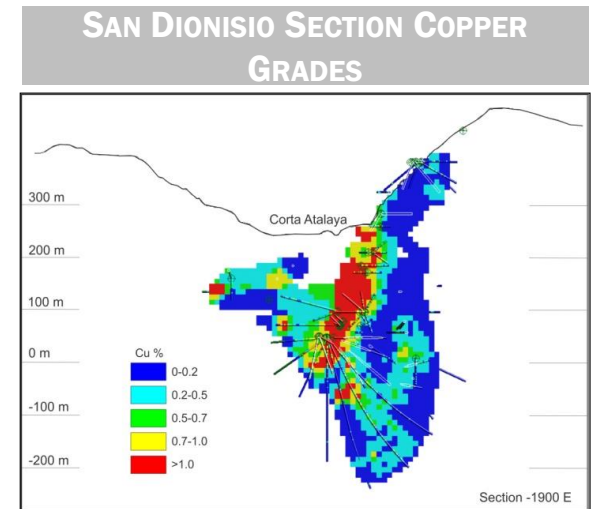 SAN DIONISIO SECTION COPPER
GRADES
300 m
Corta Atalaya
200 m
100 m
0 m
Cu %
0-0.2
0.2-0.5
-100 m
0.5-0.7
0.7-1.0
-200 m
>1.0
Section -1900 E